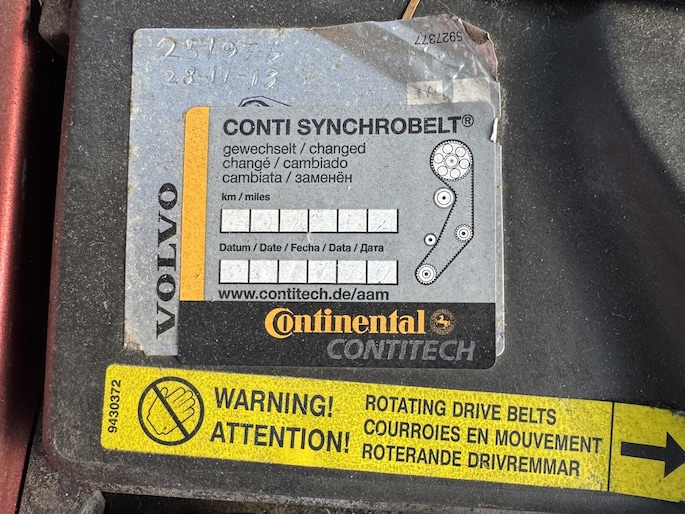 5927377
28-11-13
VOLVO
CONTI SYNCHROBELT®
gewechselt / changed
changé / cambiado
cambiata / заменён
km / miles
Datum / Date / Fecha / Data / Дата
www.contitech.de/aam
Continental
CONTITECH
9430372
WARNING!
ATTENTION!
ROTATING DRIVE BELTS
COURROIES EN MOUVEMENT
ROTERANDE DRIVREMMAR